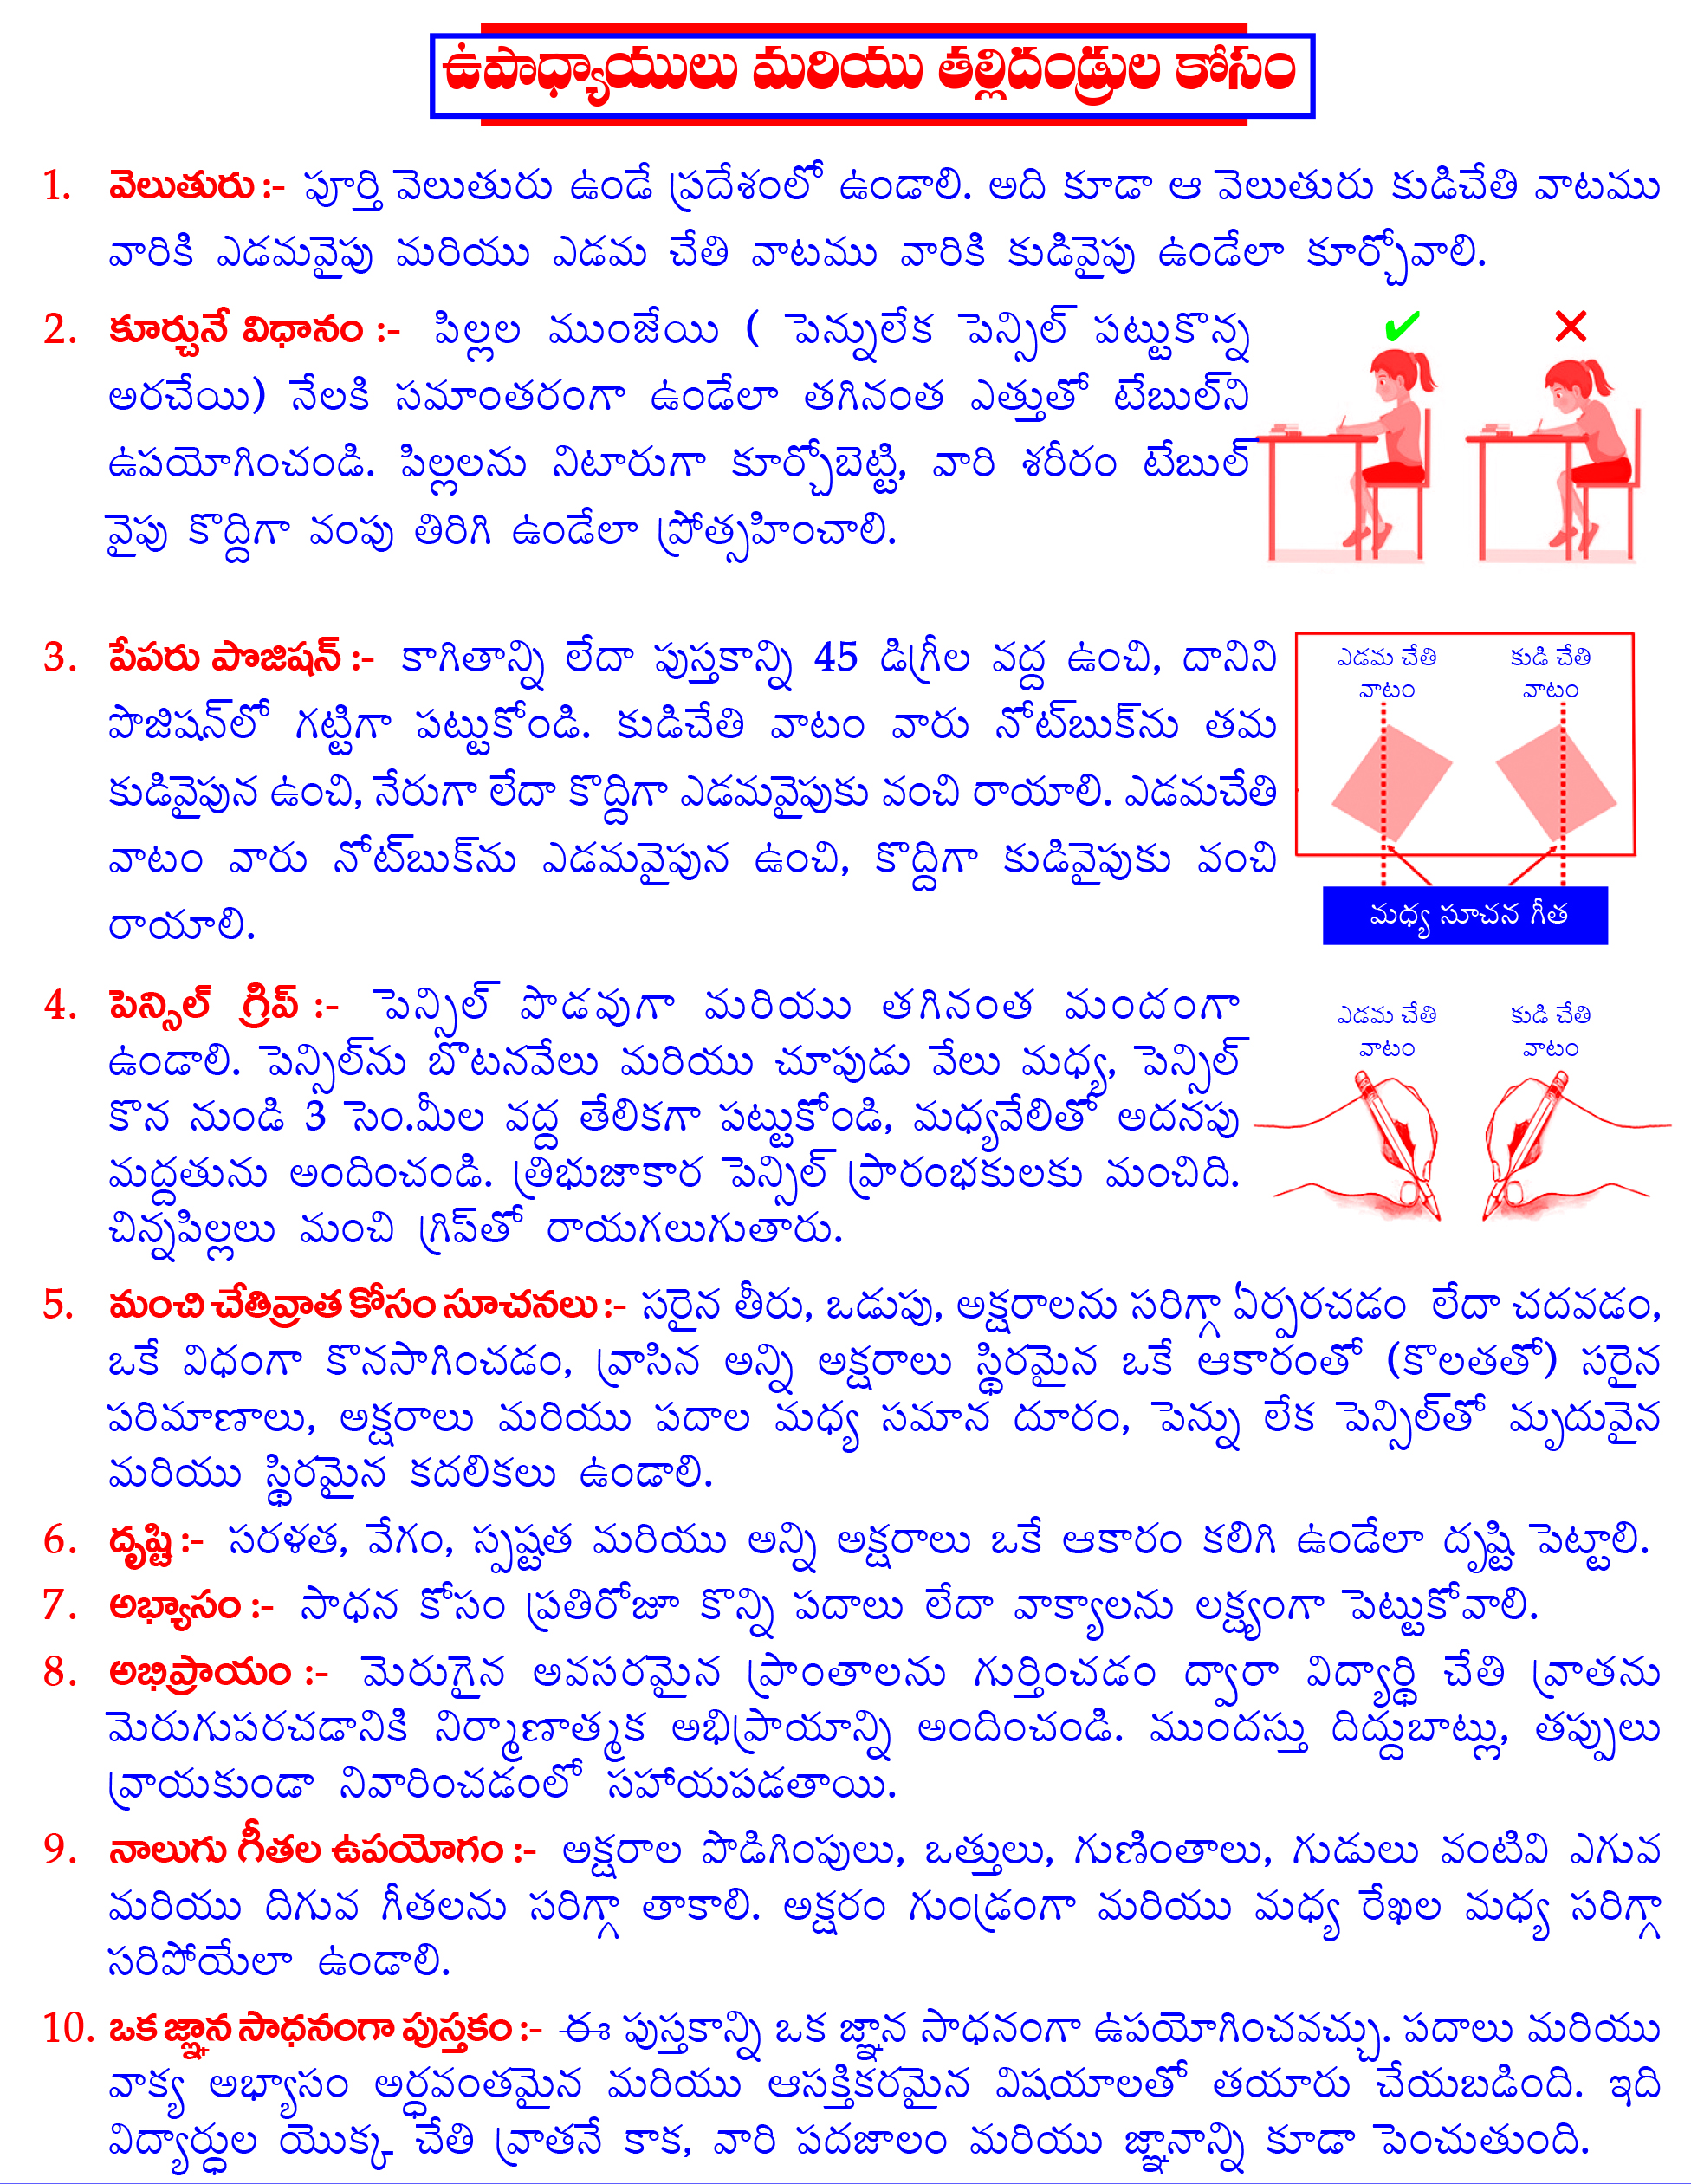 ఉపాధ్యాయులు మరియు తల్లిదండ్రుల కోసం
1. వెలుతురు :- పూర్తి వెలుతురు ఉండే ప్రదేశంలో ఉండాలి. అది కూడా ఆ వెలుతురు కుడిచేతి వాటము
వారికి ఎడమవైపు మరియు ఎడమ చేతి వాటము వారికి కుడివైపు ఉండేలా కూర్చోవాలి.
2. కూర్చునే విధానం :- పిల్లల ముంజేయి ( పెన్నులేక పెన్సిల్ పట్టుకొన్న
అరచేయి) నేలకి సమాంతరంగా ఉండేలా తగినంత ఎత్తుతో టేబుల్‌ని
ఉపయోగించండి. పిల్లలను నిటారుగా కూర్చోబెట్టి, వారి శరీరం టేబుల్
వైపు కొద్దిగా వంపు తిరిగి ఉండేలా ప్రోత్సహించాలి.
3. పేపరు పొజిషన్ :- కాగితాన్ని లేదా పుస్తకాన్ని 45 డిగ్రీల వద్ద ఉంచి, దానిని
పొజిషన్‌లో గట్టిగా పట్టుకోండి. కుడిచేతి వాటం వారు నోట్‌బుక్‌ను తమ
కుడివైపున ఉంచి, నేరుగా లేదా కొద్దిగా ఎడమవైపుకు వంచి రాయాలి. ఎడమచేతి
వాటం వారు నోట్‌బుక్‌ను ఎడమవైపున ఉంచి, కొద్దిగా కుడివైపుకు వంచి
రాయాలి.
ఎడమ చేతి
వాటం
కుడి చేతి
వాటం
మధ్య సూచన గీత
4. పెన్సిల్ గ్రిప్ :- పెన్సిల్ పొడవుగా మరియు తగినంత మందంగా
ఉండాలి. పెన్సిల్‌ను బొటనవేలు మరియు చూపుడు వేలు మధ్య, పెన్సిల్
కొన నుండి 3 సెం.మీల వద్ద తేలికగా పట్టుకోండి, మధ్యవేలితో అదనపు
మద్దతును అందించండి. త్రిభుజాకార పెన్సిల్ ప్రారంభకులకు మంచిది.
చిన్నపిల్లలు మంచి గ్రిప్‌తో రాయగలుగుతారు.
ఎడమ చేతి
వాటం
కుడి చేతి
వాటం
5. మంచి చేతివ్రాత కోసం సూచనలు :- సరైన తీరు, ఒడుపు, అక్షరాలను సరిగ్గా ఏర్పరచడం లేదా చదవడం,
ఒకే విధంగా కొనసాగించడం, వ్రాసిన అన్ని అక్షరాలు స్థిరమైన ఒకే ఆకారంతో (కొలతతో) సరైన
పరిమాణాలు, అక్షరాలు మరియు పదాల మధ్య సమాన దూరం, పెన్ను లేక పెన్సిల్‌తో మృదువైన
మరియు స్థిరమైన కదలికలు ఉండాలి.
6. దృష్టి :- సరళత, వేగం, స్పష్టత మరియు అన్ని అక్షరాలు ఒకే ఆకారం కలిగి ఉండేలా దృష్టి పెట్టాలి.
7. అభ్యాసం :- సాధన కోసం ప్రతిరోజూ కొన్ని పదాలు లేదా వాక్యాలను లక్ష్యంగా పెట్టుకోవాలి.
8. అభిప్రాయం :- మెరుగైన అవసరమైన ప్రాంతాలను గుర్తించడం ద్వారా విద్యార్థి చేతి వ్రాతను
మెరుగుపరచడానికి నిర్మాణాత్మక అభిప్రాయాన్ని అందించండి. ముందస్తు దిద్దుబాట్లు, తప్పులు
వ్రాయకుండా నివారించడంలో సహాయపడతాయి.
9. నాలుగు గీతల ఉపయోగం :- అక్షరాల పొడిగింపులు, ఒత్తులు, గుణింతాలు, గుడులు వంటివి ఎగువ
మరియు దిగువ గీతలను సరిగ్గా తాకాలి. అక్షరం గుండ్రంగా మరియు మధ్య రేఖల మధ్య సరిగ్గా
సరిపోయేలా ఉండాలి.
10. ఒక జ్ఞాన సాధనంగా పుస్తకం :- ఈ పుస్తకాన్ని ఒక జ్ఞాన సాధనంగా ఉపయోగించవచ్చు. పదాలు మరియు
వాక్య అభ్యాసం అర్ధవంతమైన మరియు ఆసక్తికరమైన విషయాలతో తయారు చేయబడింది. ఇది
విద్యార్ధుల యొక్క చేతి వ్రాతనే కాక, వారి పదజాలం మరియు జ్ఞానాన్ని కూడా పెంచుతుంది.